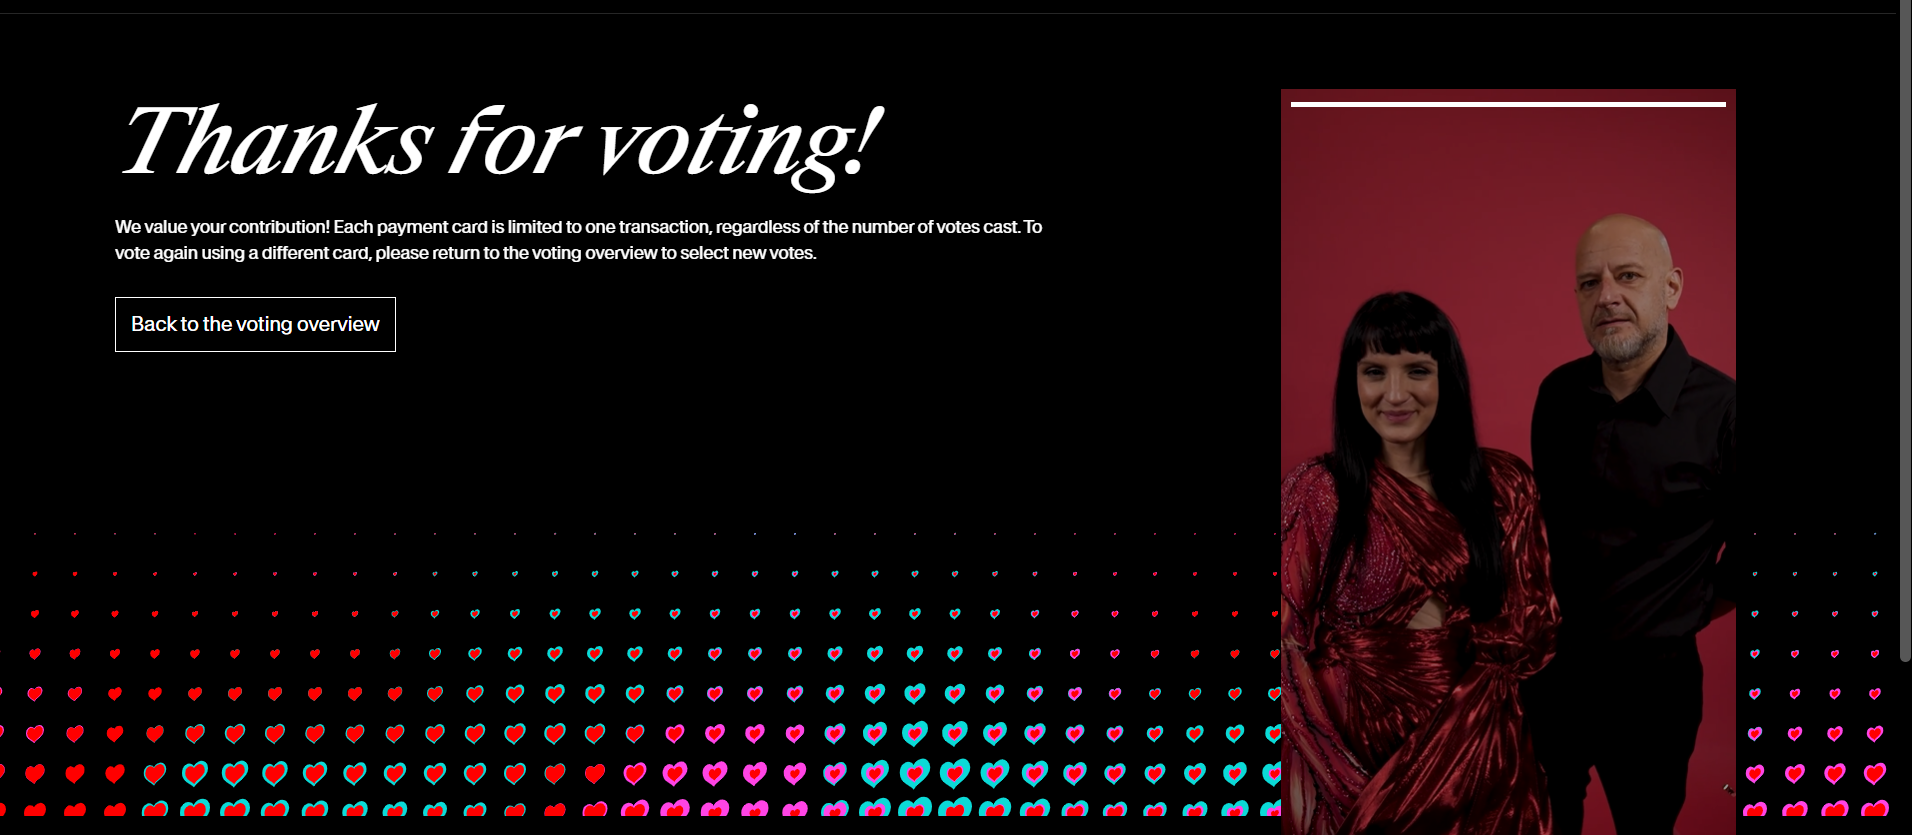 Thanks for voting!
We value your contribution! Each payment card is limited to one transaction, regardless of the number of votes cast. To
vote again using a different card, please return to the voting overview to select new votes.
Back to the voting overview